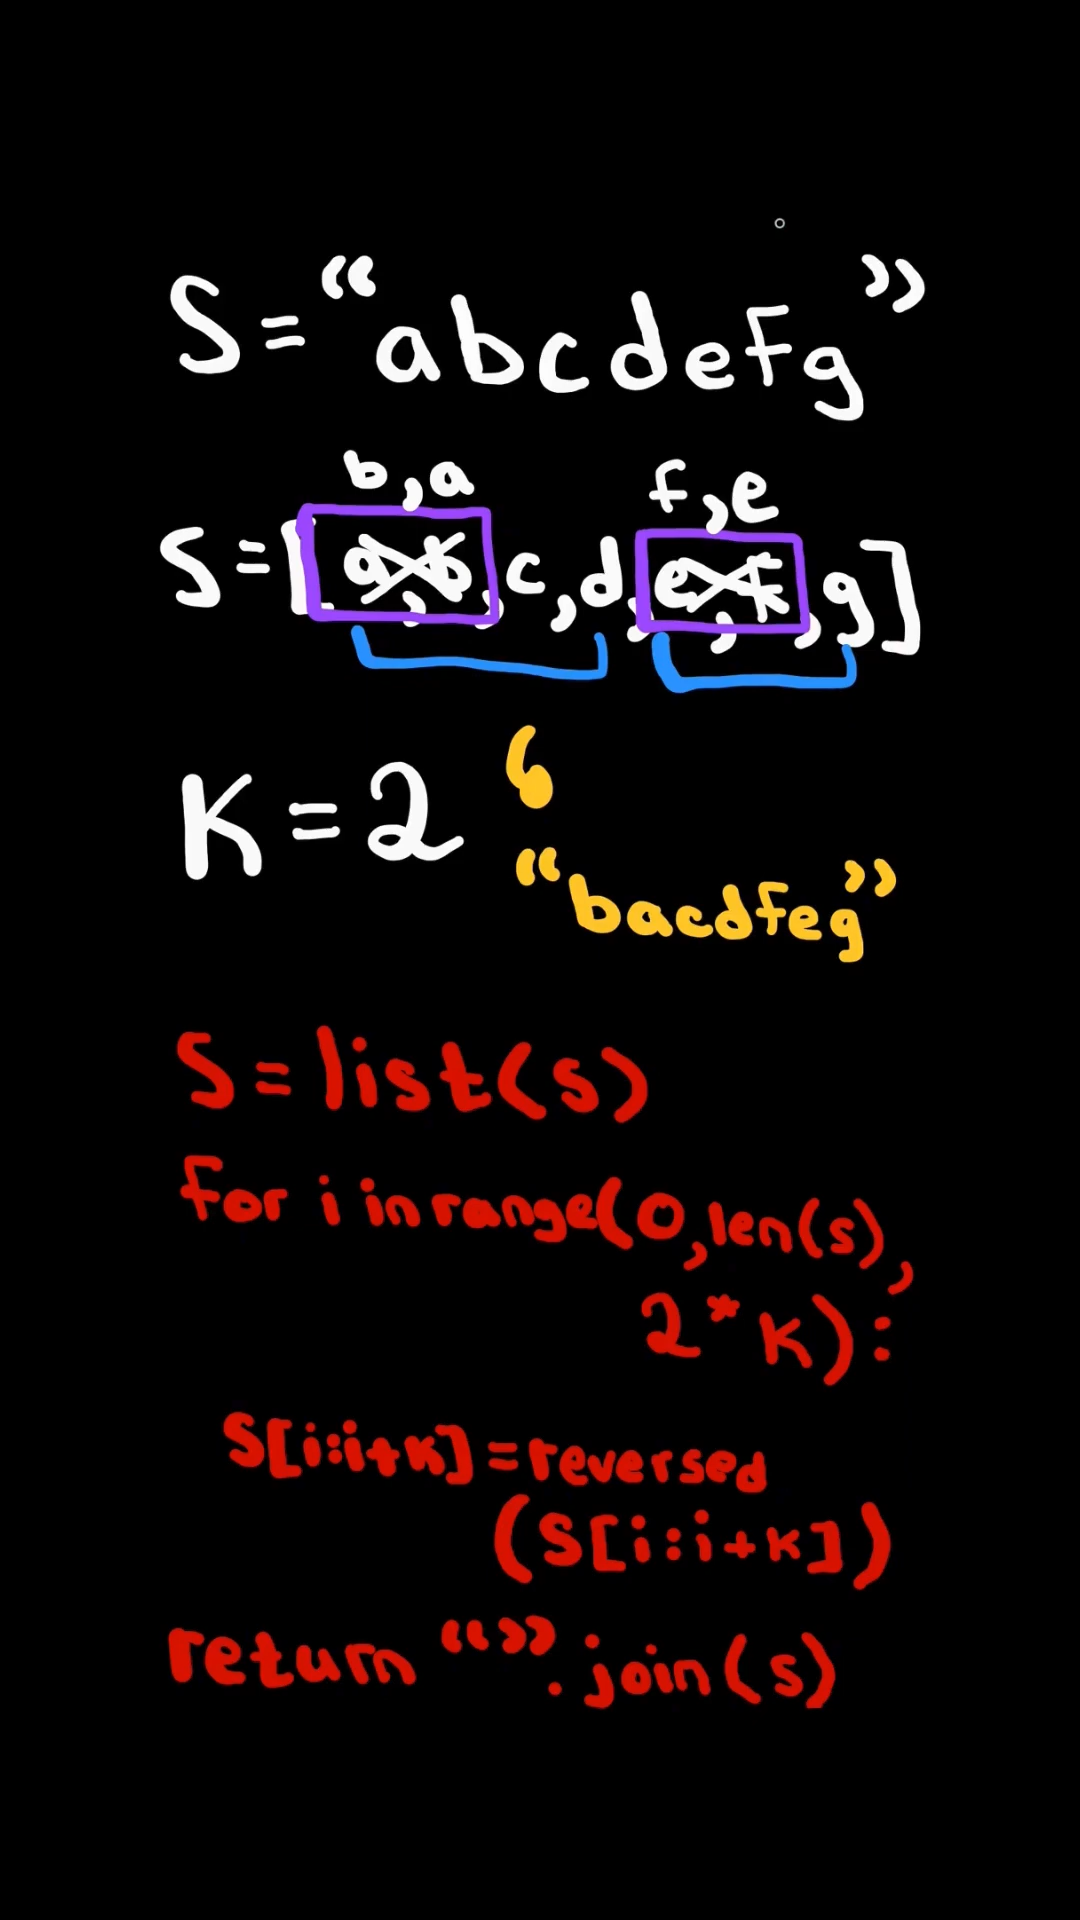 S="abcdefg"
b,a f,e
S=[a,b,c,d,e,f,g]
K=2
"bacdfeg"
S=list(s)
for i in range(0,len(s),
2*k):
S[i:i+k]=reversed
(S[i:i+k])
return "".join(s)